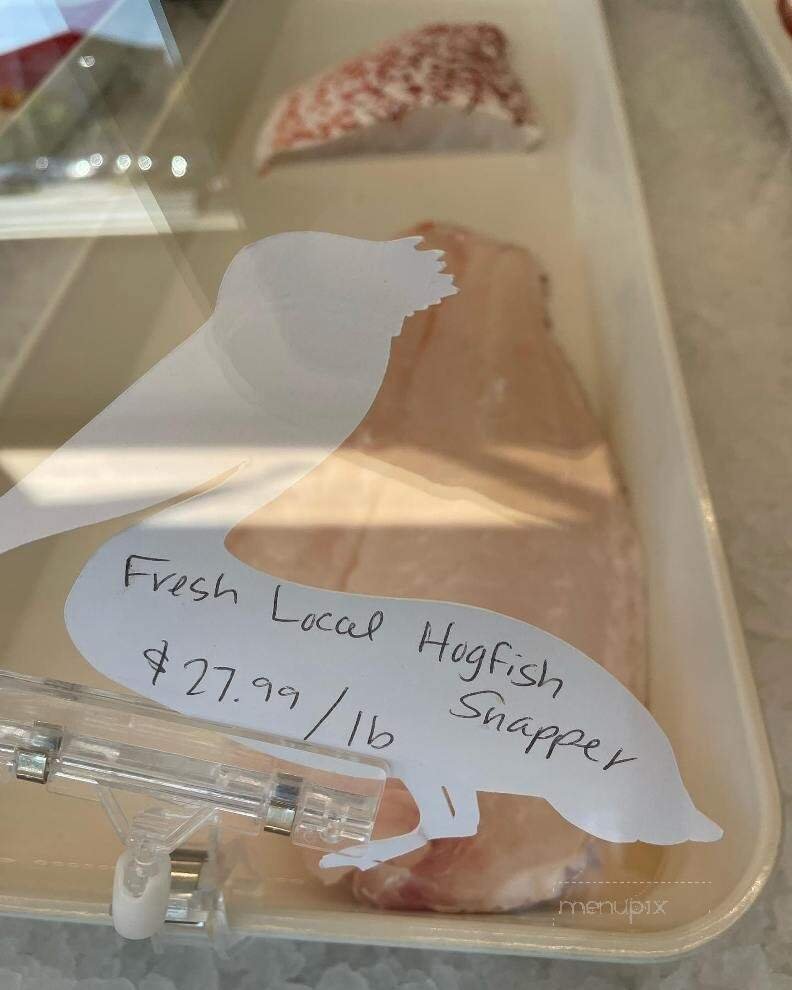 Fresh Local Hogfish
Snapper
$27.99/lb
menupix